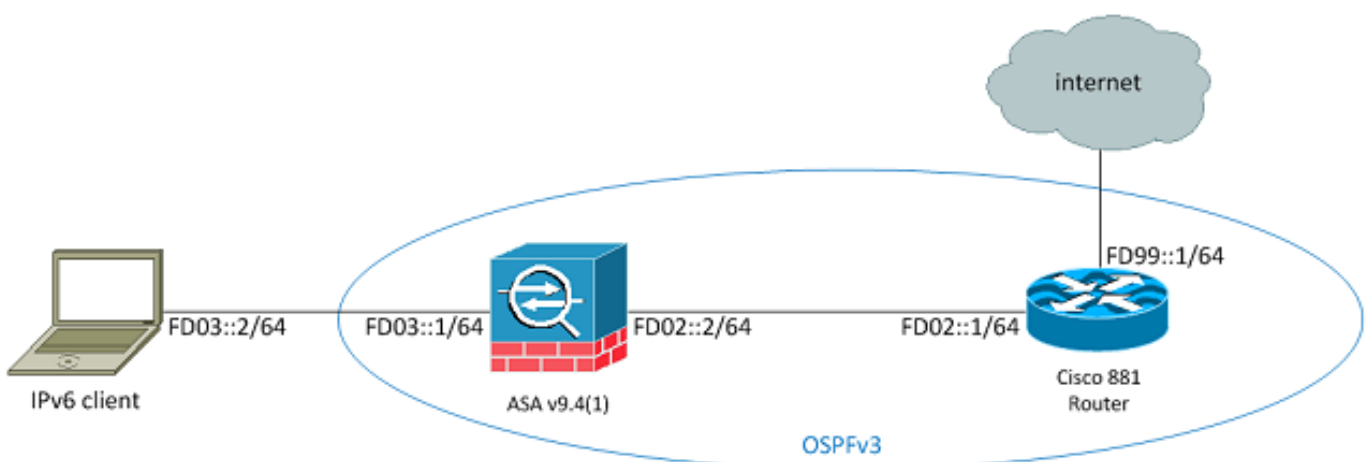 internet
FD99::1/64
FD03::2/64
FD03::1/64
FD02::2/64
FD02::1/64
IPv6 client
ASA v9.4(1)
Cisco 881
Router
OSPFv3